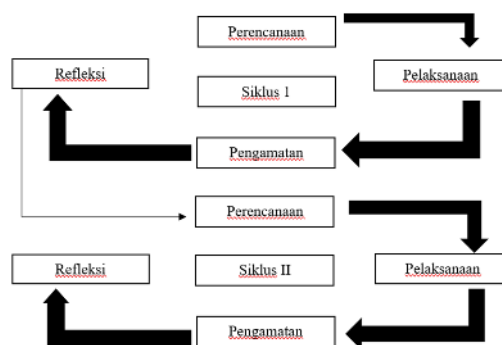 Perencanaan
Refleksi
Pelaksanaan
Siklus 1
Pengamatan
Perencanaan
Refleksi
Siklus II
Pelaksanaan
Pengamatan